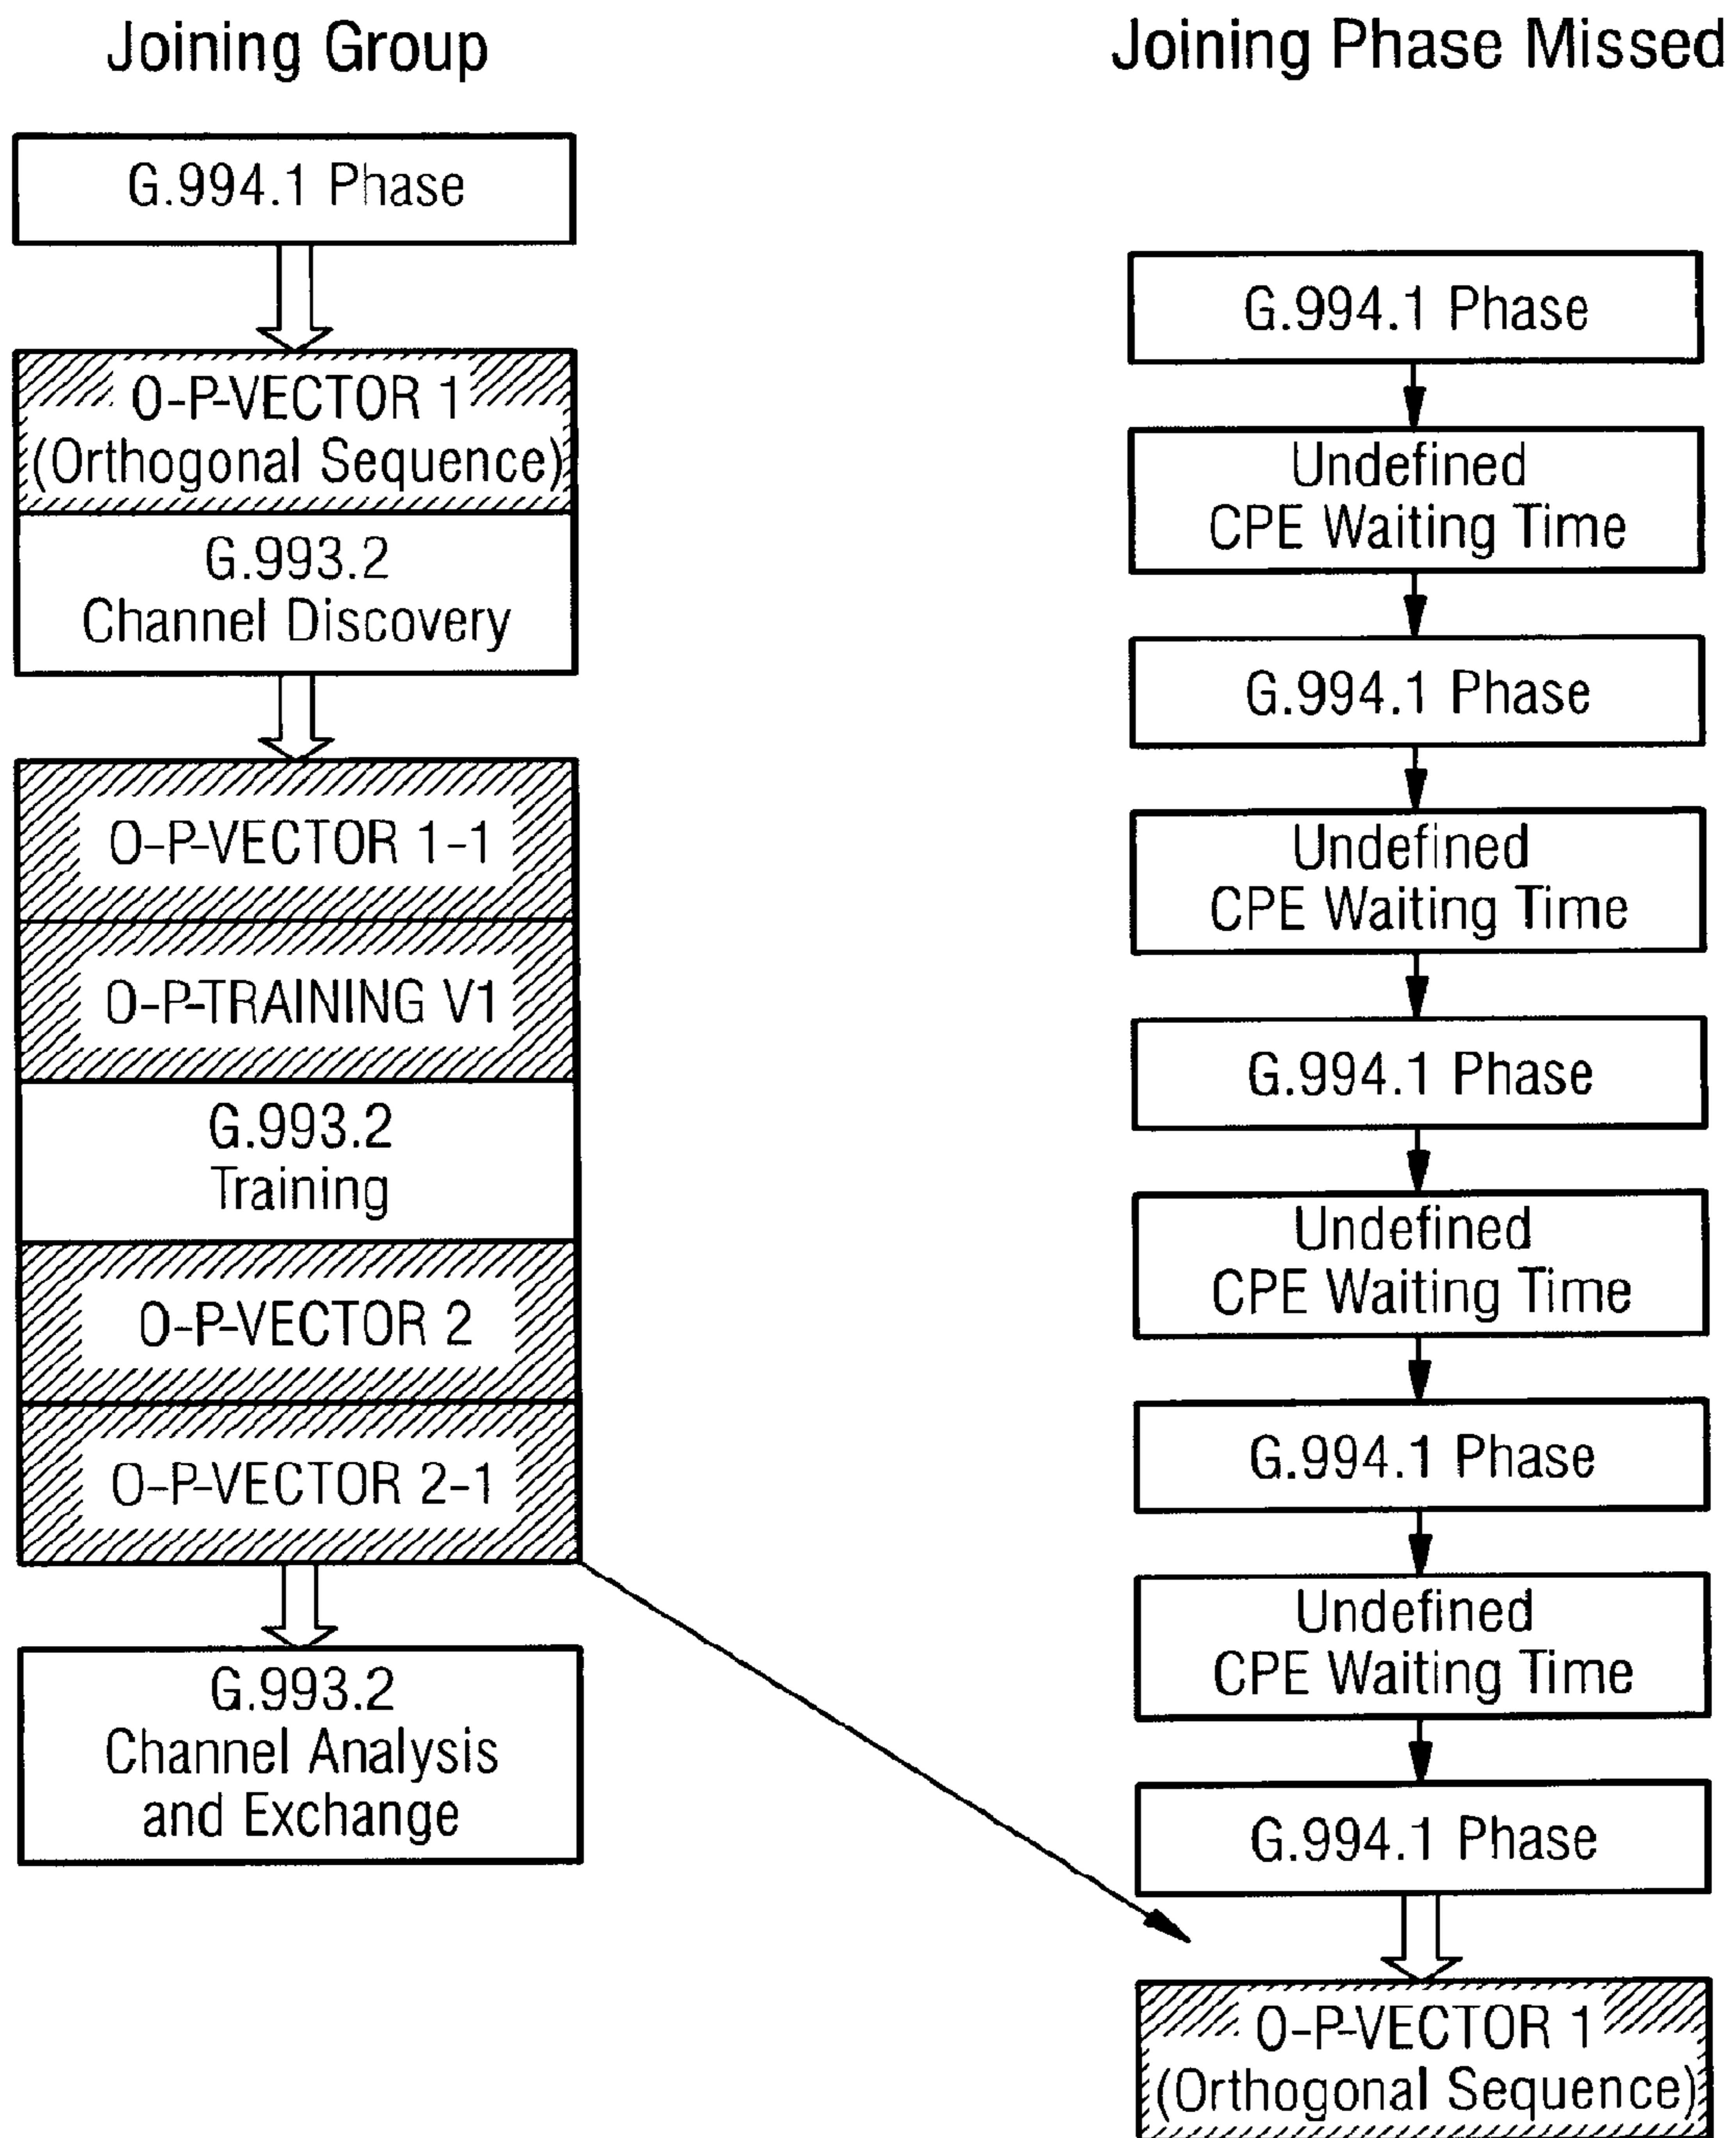 Joining Group
G.994.1 Phase
O-P-VECTOR 1
(Orthogonal Sequence)
G.993.2
Channel Discovery
O-P-VECTOR 1-1
O-P-TRAINING V1
G.993.2
Training
O-P-VECTOR 2
O-P-VECTOR 2-1
G.993.2
Channel Analysis
and Exchange
Joining Phase Missed
G.994.1 Phase
Undefined
CPE Waiting Time
G.994.1 Phase
Undefined
CPE Waiting Time
G.994.1 Phase
Undefined
CPE Waiting Time
G.994.1 Phase
Undefined
CPE Waiting Time
G.994.1 Phase
O-P-VECTOR 1
(Orthogonal Sequence)